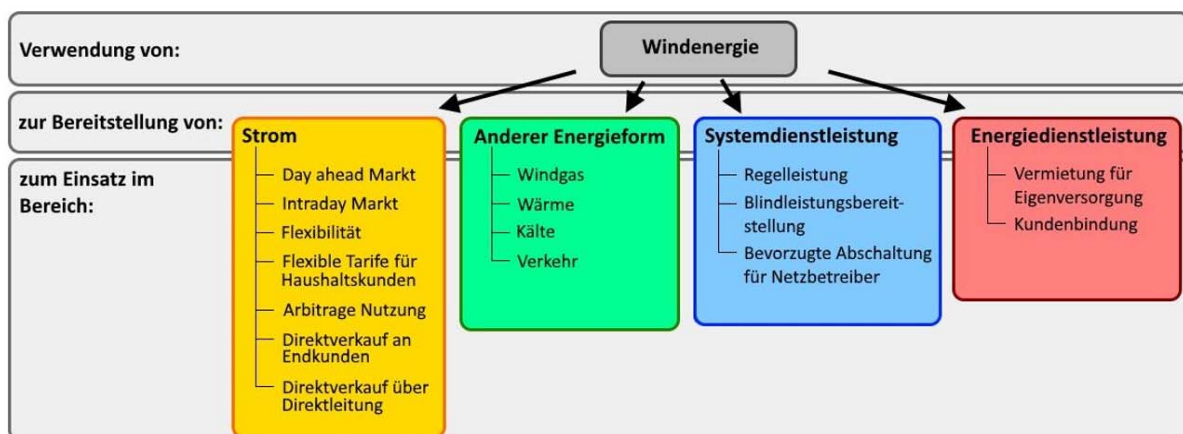 Verwendung von:
Windenergie
zur Bereitstellung von:
Strom
Anderer Energieform
Systemdienstleistung
Energiedienstleistung
zum Einsatz im
Bereich:
Day ahead Markt
Intraday Markt
Flexibilität
Flexible Tarife für
Haushaltskunden
Arbitrage Nutzung
Direktverkauf an
Endkunden
Direktverkauf über
Direktleitung
Windgas
Wärme
Kälte
Verkehr
Regelleistung
Blindleistungsbereit-
stellung
Bevorzugte Abschaltung
für Netzbetreiber
Vermietung für
Eigenversorgung
Kundenbindung